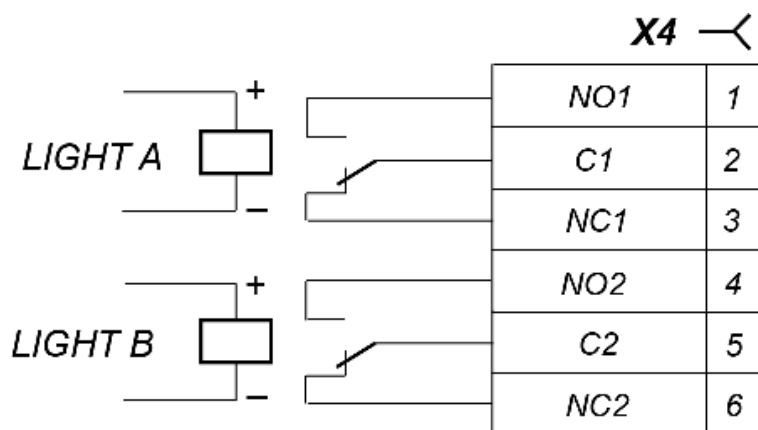 X4
+
NO1 1
LIGHT A
C1 2
−
NC1 3
+
NO2 4
LIGHT B
C2 5
−
NC2 6